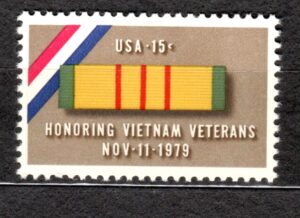 USA·15c
HONORING VIETNAM VETERANS
NOV·11·1979